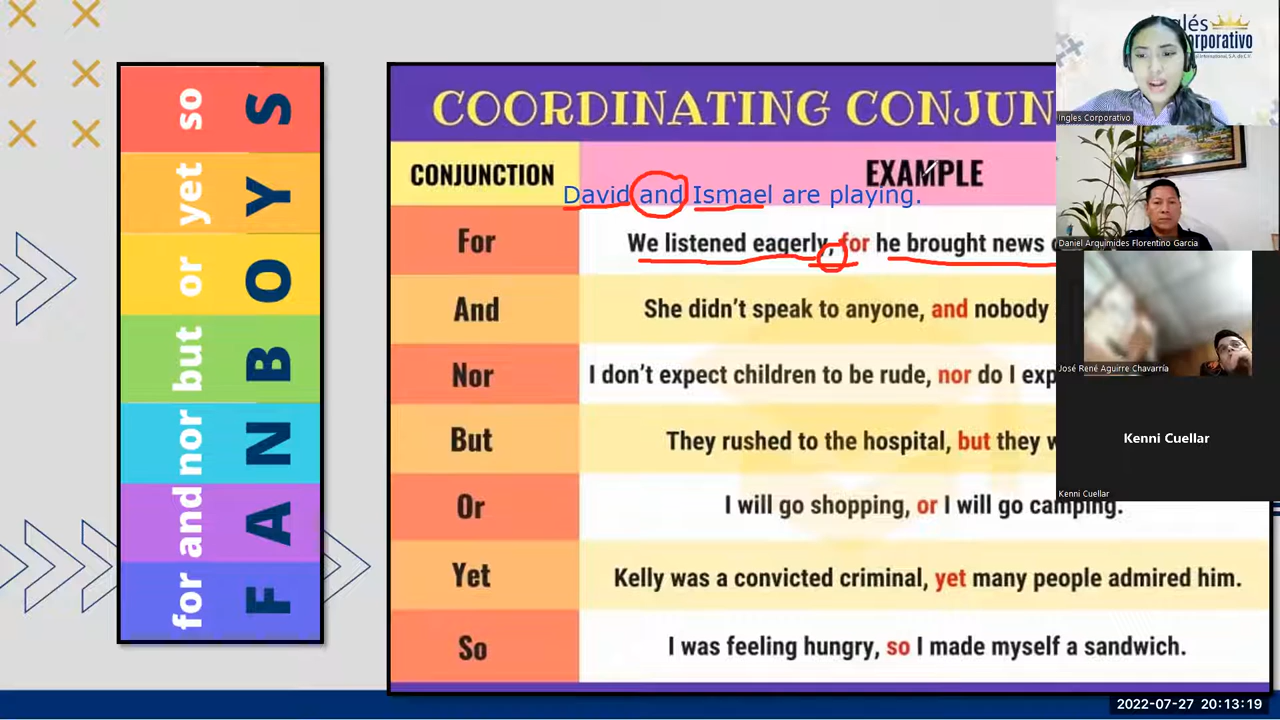 so
yet
or
but
nor
and
for
S
Y
O
B
N
A
F
COORDINATING CONJUN
CONJUNCTION
EXAMPLE
David and Ismael are playing.
For
We listened eagerly, for he brought news
And
She didn't speak to anyone, and nobody
Nor
I don't expect children to be rude, nor do I exp
But
They rushed to the hospital, but they w
Or
I will go shopping, or I will go camping.
Yet
Kelly was a convicted criminal, yet many people admired him.
So
I was feeling hungry, so I made myself a sandwich.
Inglés
Corporativo
Ingles Corporativo
Daniel Arquimides Florentino Garcia
José René Aguirre Chavarría
Kenni Cuellar
Kenni Cuellar
2022-07-27 20:13:19